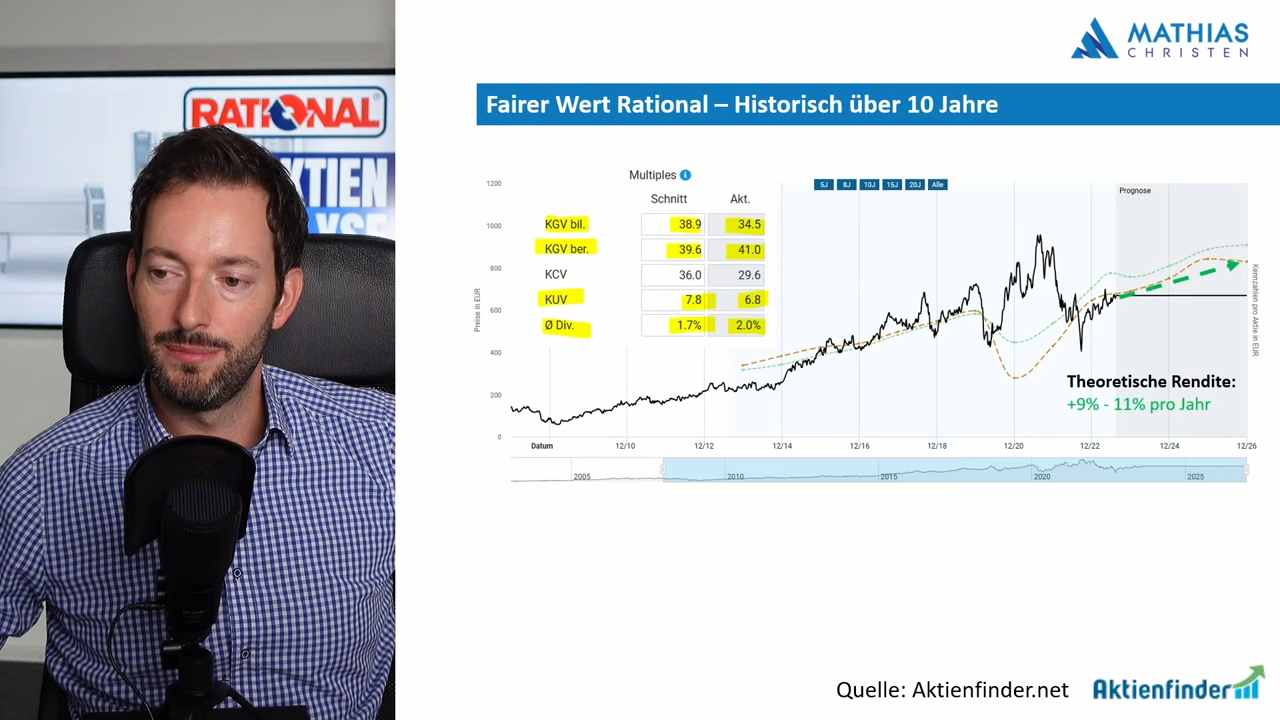 MATHIAS
CHRISTEN
RATIONAL
KTIEN
YSE
Fairer Wert Rational – Historisch über 10 Jahre
Multiples
Schnitt Akt.
KGV bil. 38.9 34.5
KGV ber. 39.6 41.0
KCV 36.0 29.6
KUV 7.8 6.8
Ø Div. 1.7% 2.0%
5J 8J 10J 15J 20J Alle
Prognose
1200
1000
800
600
400
200
0
Preise in EUR
Kennzahlen pro Aktie in EUR
Theoretische Rendite:
+9% - 11% pro Jahr
Datum 12/10 12/12 12/14 12/16 12/18 12/20 12/22 12/24 12/26
2005 2010 2015 2020 2025
Quelle: Aktienfinder.net
Aktienfinder